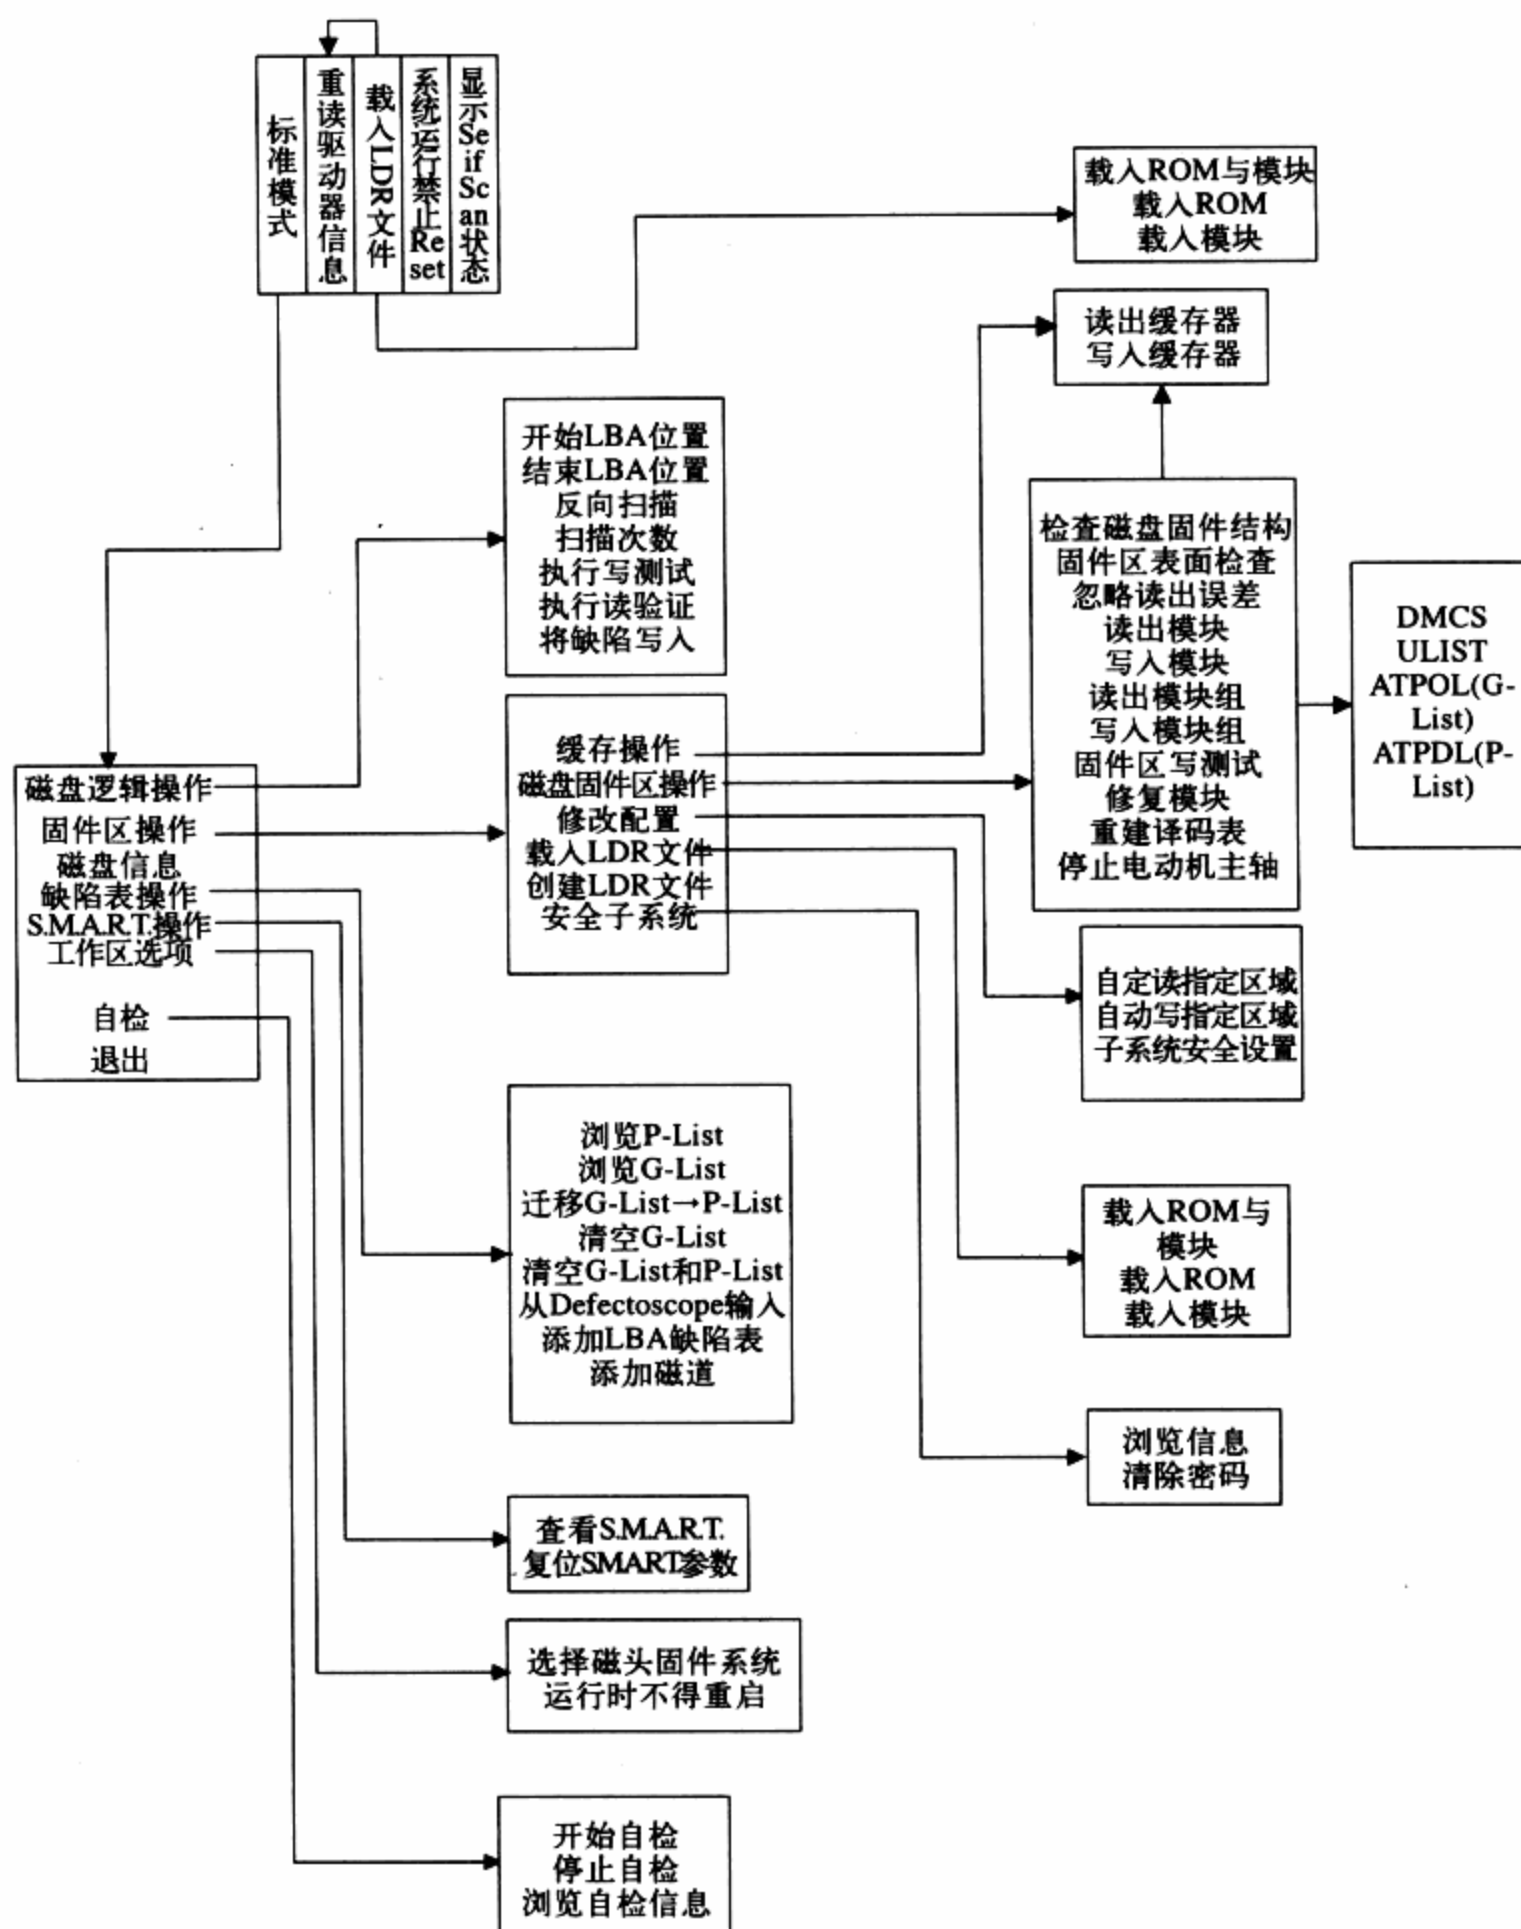 标准模式
重读驱动器信息
载入LDR文件
系统运行禁止Reset
显示Seif Scan状态
载入ROM与模块
载入ROM
载入模块
读出缓存器
写入缓存器
开始LBA位置
结束LBA位置
反向扫描
扫描次数
执行写测试
执行读验证
将缺陷写入
检查磁盘固件结构
固件区表面检查
忽略读出误差
读出模块
写入模块
读出模块组
写入模块组
固件区写测试
修复模块
重建译码表
停止电动机主轴
DMCS
ULIST
ATPOL(G-
List)
ATPDL(P-
List)
缓存操作
磁盘固件区操作
修改配置
载入LDR文件
创建LDR文件
安全子系统
磁盘逻辑操作
固件区操作
磁盘信息
缺陷表操作
S.M.A.R.T.操作
工作区选项
自检
退出
自定读指定区域
自动写指定区域
子系统安全设置
浏览P-List
浏览G-List
迁移G-List→P-List
清空G-List
清空G-List和P-List
从Defectoscope输入
添加LBA缺陷表
添加磁道
载入ROM与
模块
载入ROM
载入模块
浏览信息
清除密码
查看S.M.A.R.T.
复位SMART参数
选择磁头固件系统
运行时不得重启
开始自检
停止自检
浏览自检信息